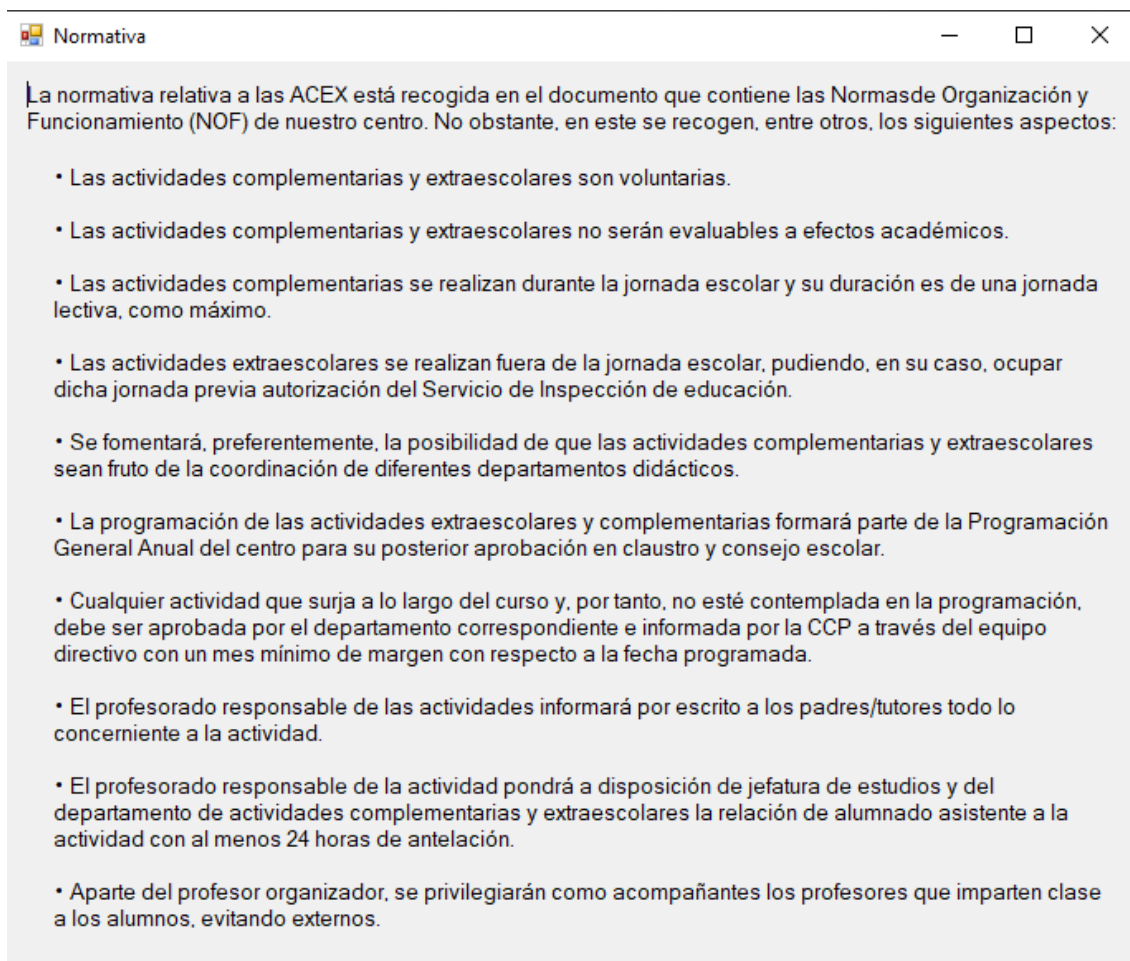 Normativa
La normativa relativa a las ACEX está recogida en el documento que contiene las Normasde Organización y
Funcionamiento (NOF) de nuestro centro. No obstante, en este se recogen, entre otros, los siguientes aspectos:
• Las actividades complementarias y extraescolares son voluntarias.
• Las actividades complementarias y extraescolares no serán evaluables a efectos académicos.
• Las actividades complementarias se realizan durante la jornada escolar y su duración es de una jornada
lectiva, como máximo.
• Las actividades extraescolares se realizan fuera de la jornada escolar, pudiendo, en su caso, ocupar
dicha jornada previa autorización del Servicio de Inspección de educación.
• Se fomentará, preferentemente, la posibilidad de que las actividades complementarias y extraescolares
sean fruto de la coordinación de diferentes departamentos didácticos.
• La programación de las actividades extraescolares y complementarias formará parte de la Programación
General Anual del centro para su posterior aprobación en claustro y consejo escolar.
• Cualquier actividad que surja a lo largo del curso y, por tanto, no esté contemplada en la programación,
debe ser aprobada por el departamento correspondiente e informada por la CCP a través del equipo
directivo con un mes mínimo de margen con respecto a la fecha programada.
• El profesorado responsable de las actividades informará por escrito a los padres/tutores todo lo
concerniente a la actividad.
• El profesorado responsable de la actividad pondrá a disposición de jefatura de estudios y del
departamento de actividades complementarias y extraescolares la relación de alumnado asistente a la
actividad con al menos 24 horas de antelación.
• Aparte del profesor organizador, se privilegiarán como acompañantes los profesores que imparten clase
a los alumnos, evitando externos.